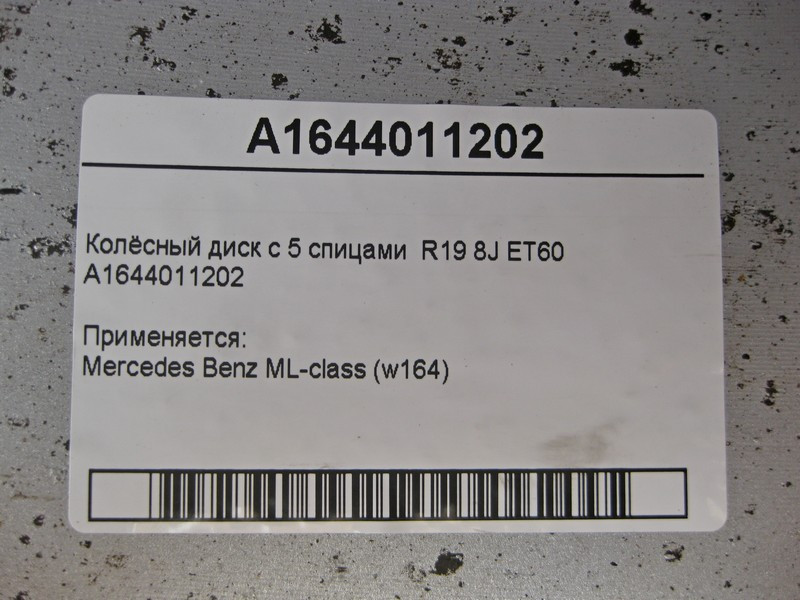 A1644011202
Колёсный диск с 5 спицами R19 8J ET60
A1644011202
Применяется:
Mercedes Benz ML-class (w164)